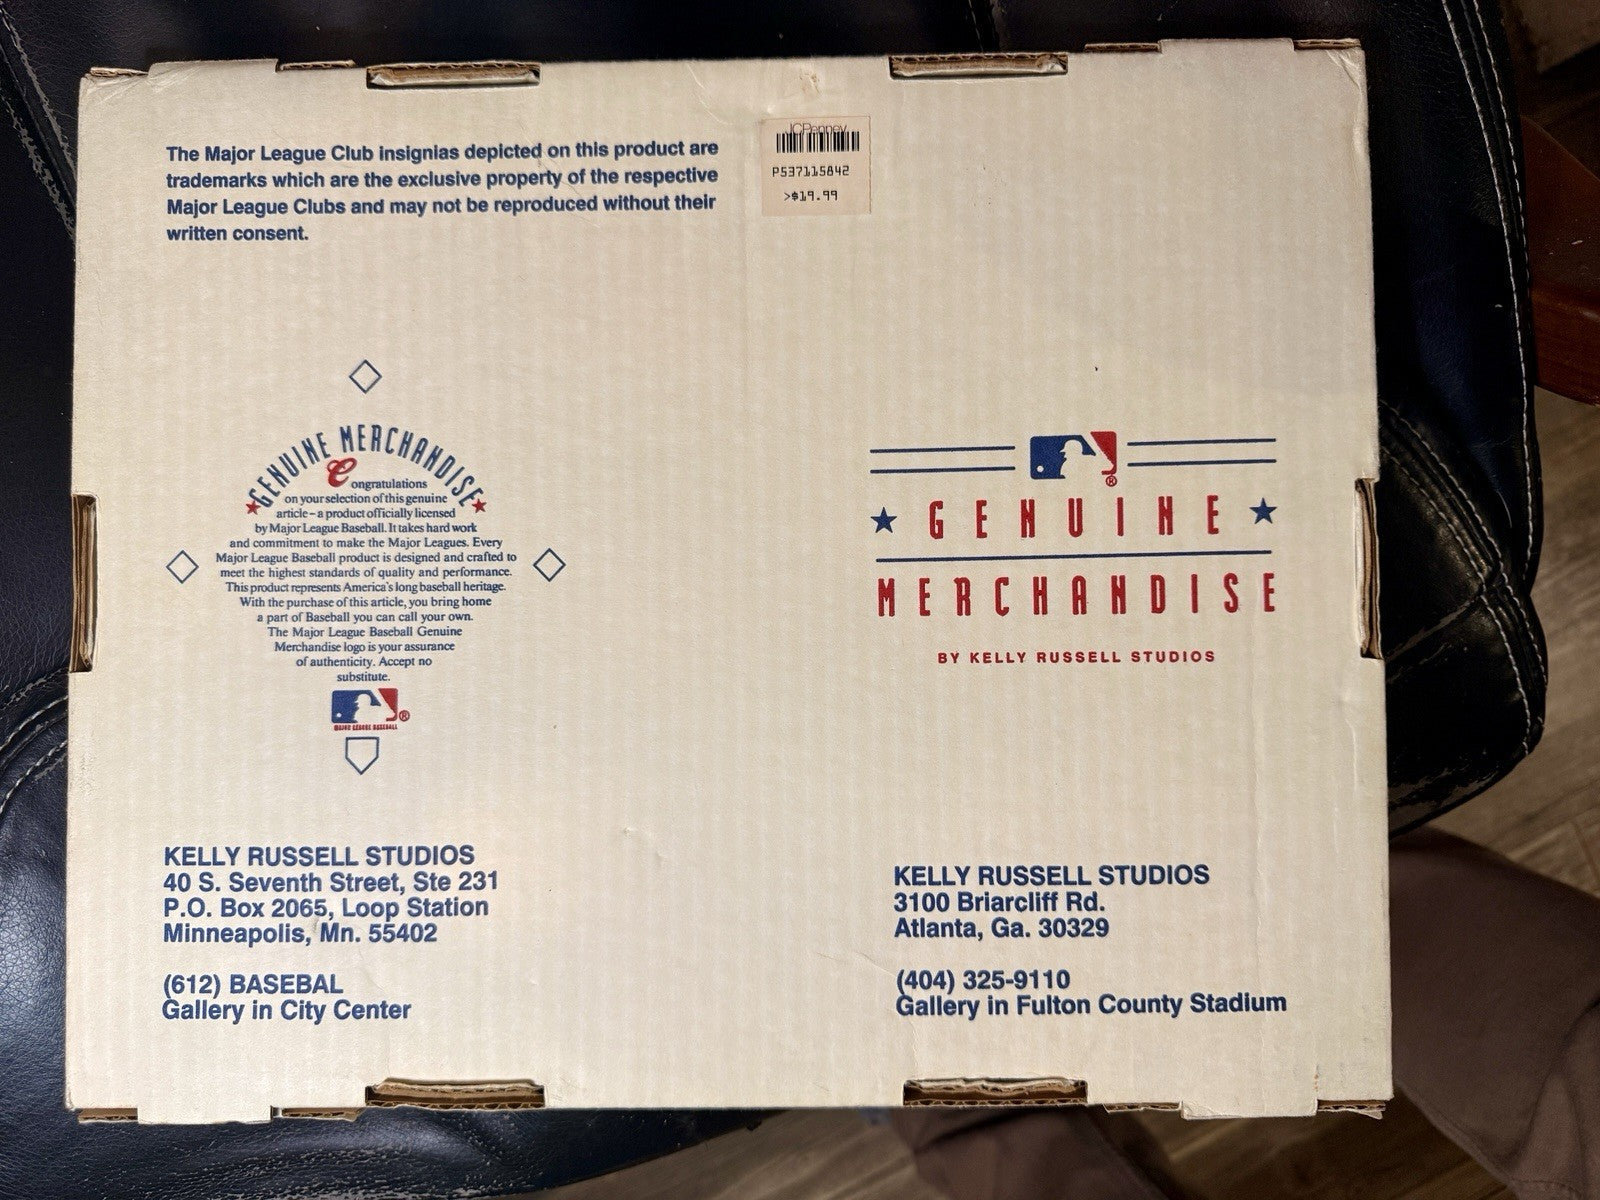 The Major League Club insignias depicted on this product are
trademarks which are the exclusive property of the respective
Major League Clubs and may not be reproduced without their
written consent.
JCPenney
P537115842
>$19.99
GENUINE MERCHANDISE
Congratulations
on your selection of this genuine
article – a product officially licensed
by Major League Baseball. It takes hard work
and commitment to make the Major Leagues. Every
Major League Baseball product is designed and crafted to
meet the highest standards of quality and performance.
This product represents America's long baseball heritage.
With the purchase of this article, you bring home
a part of Baseball you can call your own.
The Major League Baseball Genuine
Merchandise logo is your assurance
of authenticity. Accept no
substitute.
®
MAJOR LEAGUE BASEBALL
®
GENUINE
MERCHANDISE
BY KELLY RUSSELL STUDIOS
KELLY RUSSELL STUDIOS
40 S. Seventh Street, Ste 231
P.O. Box 2065, Loop Station
Minneapolis, Mn. 55402
(612) BASEBAL
Gallery in City Center
KELLY RUSSELL STUDIOS
3100 Briarcliff Rd.
Atlanta, Ga. 30329
(404) 325-9110
Gallery in Fulton County Stadium